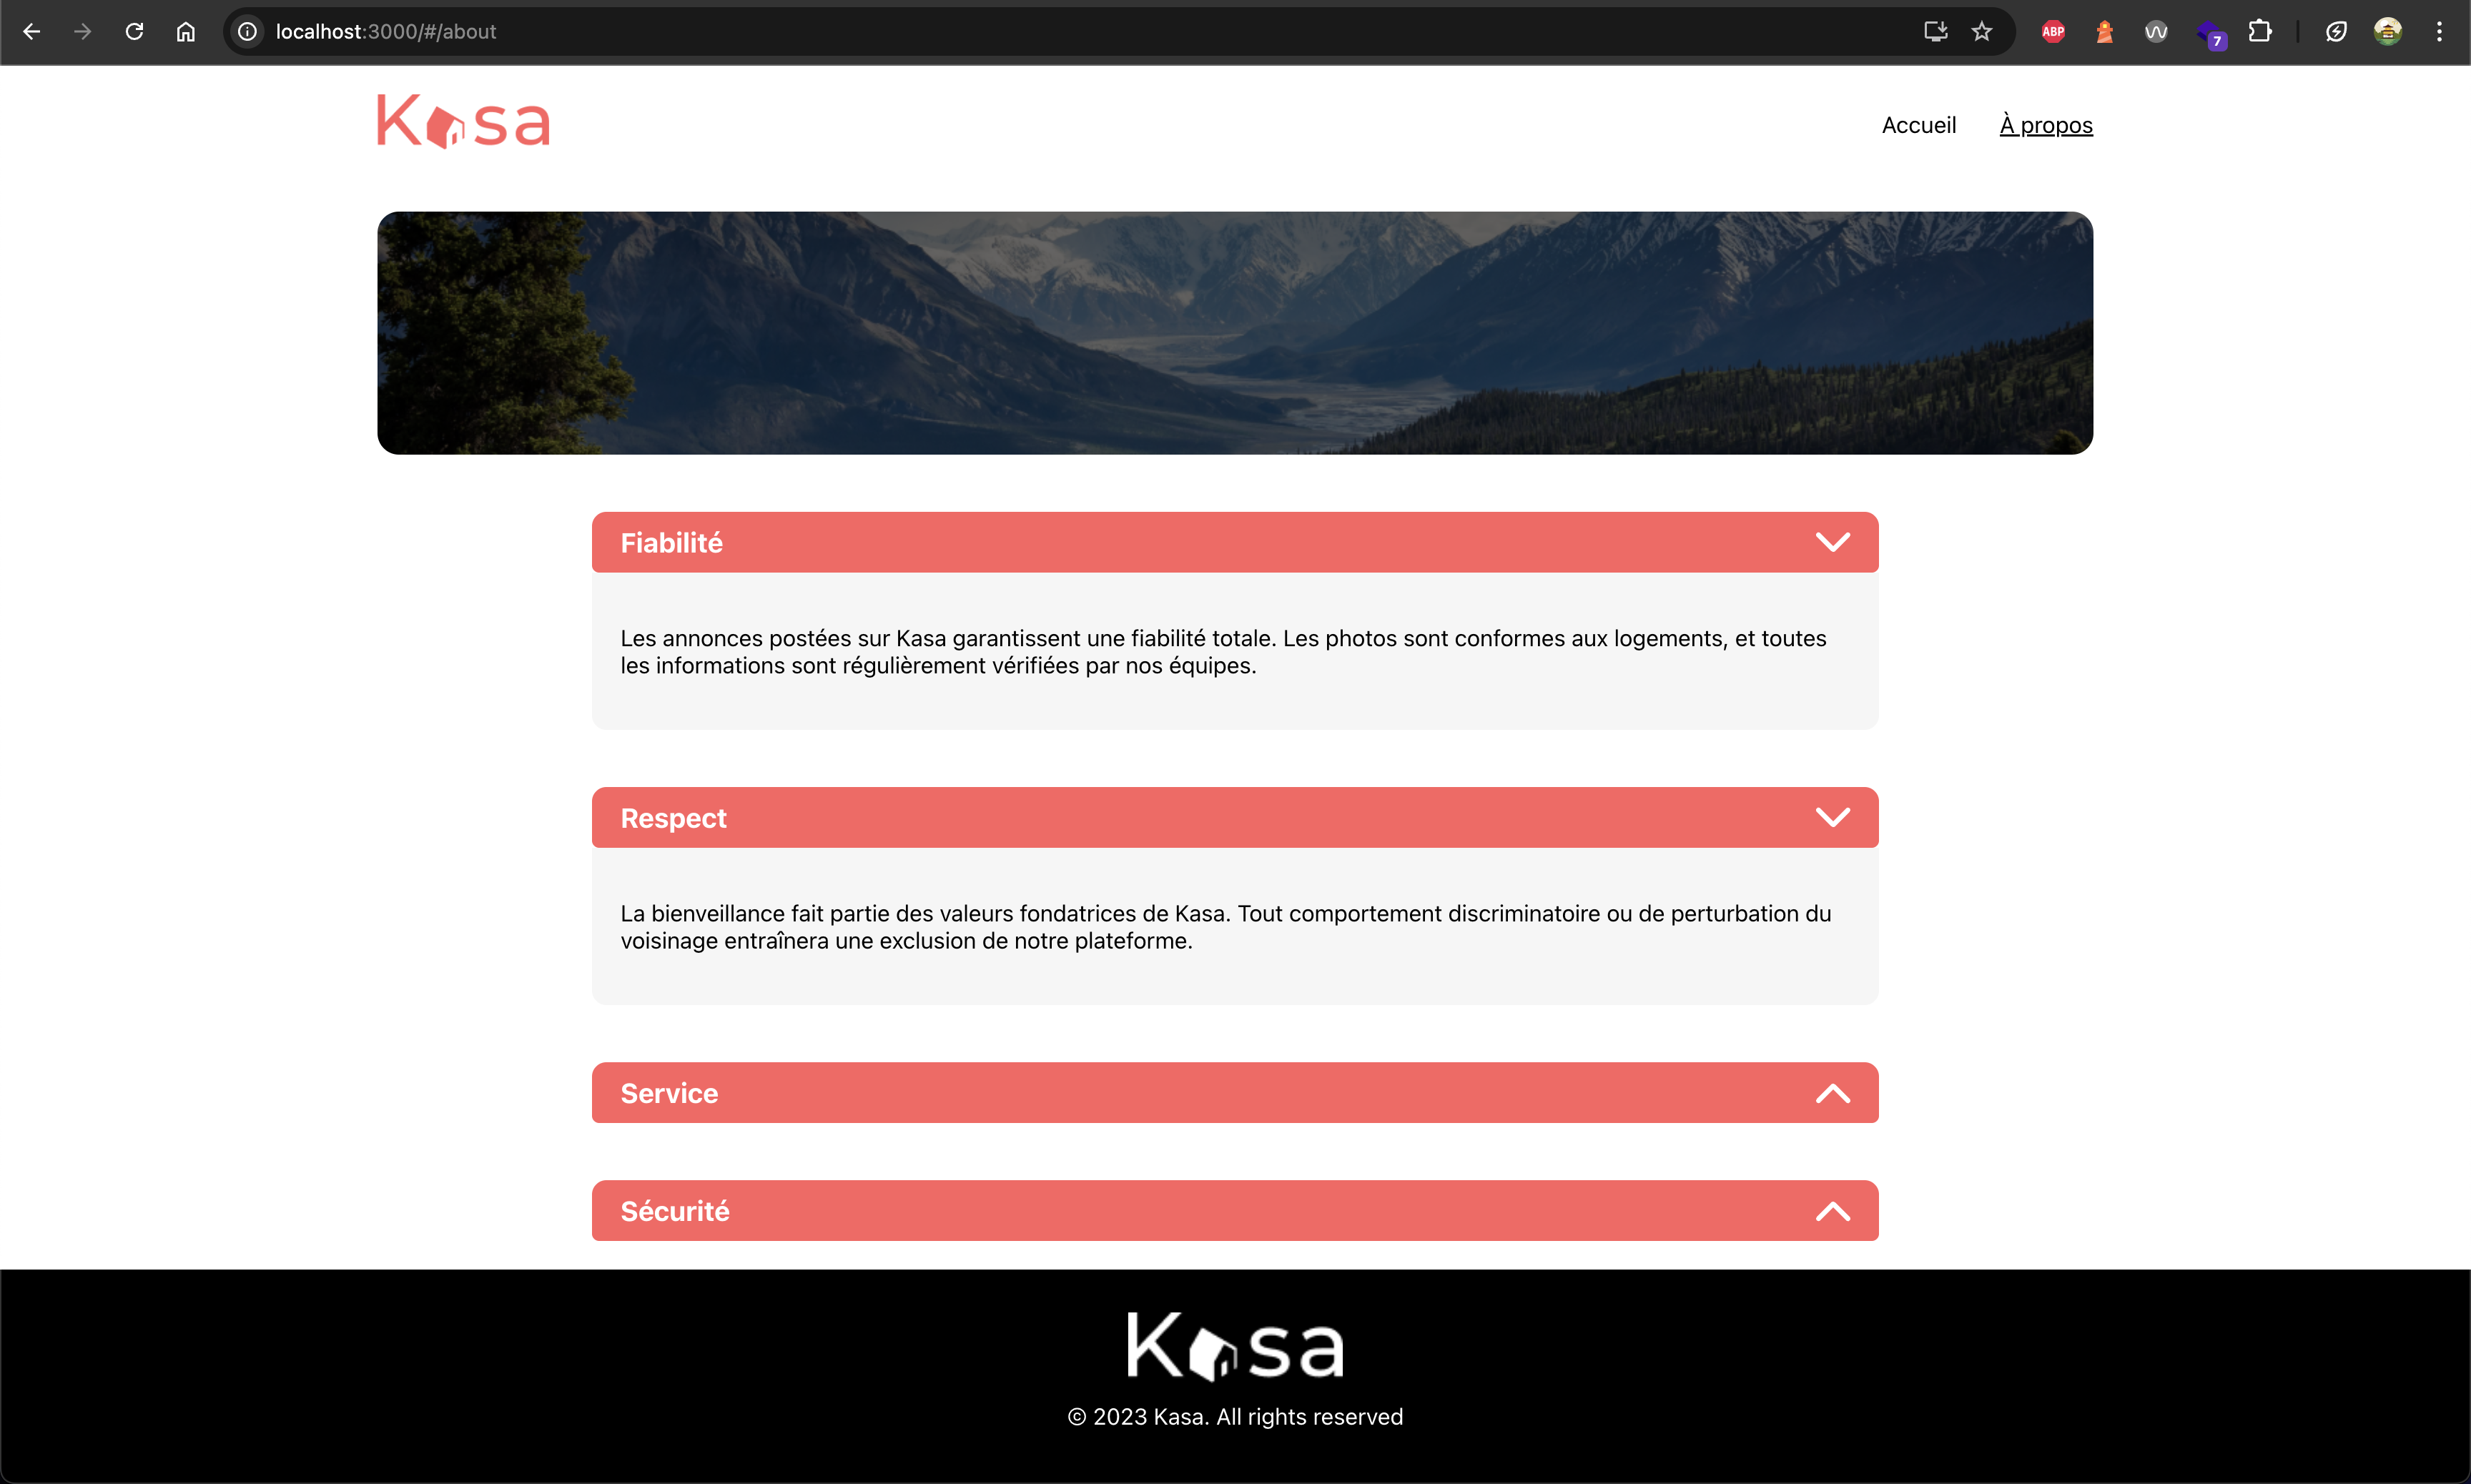 localhost:3000/#/about
ABP
7
Kasa
Accueil À propos
Fiabilité
Les annonces postées sur Kasa garantissent une fiabilité totale. Les photos sont conformes aux logements, et toutes
les informations sont régulièrement vérifiées par nos équipes.
Respect
La bienveillance fait partie des valeurs fondatrices de Kasa. Tout comportement discriminatoire ou de perturbation du
voisinage entraînera une exclusion de notre plateforme.
Service
Sécurité
Kasa
© 2023 Kasa. All rights reserved